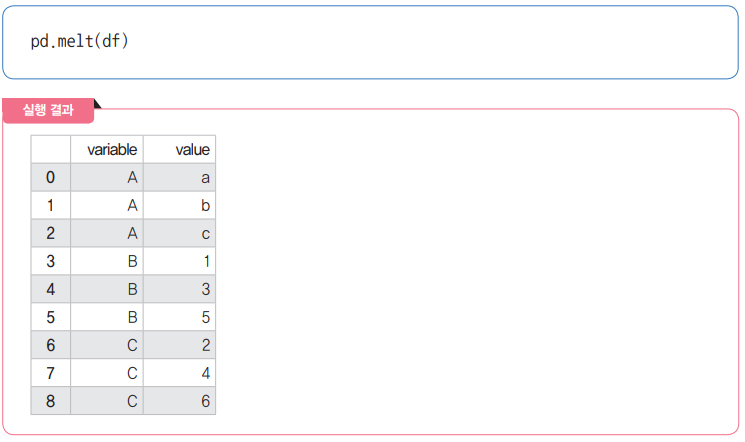 pd.melt(df)
실행 결과
variable value
0 A a
1 A b
2 A c
3 B 1
4 B 3
5 B 5
6 C 2
7 C 4
8 C 6